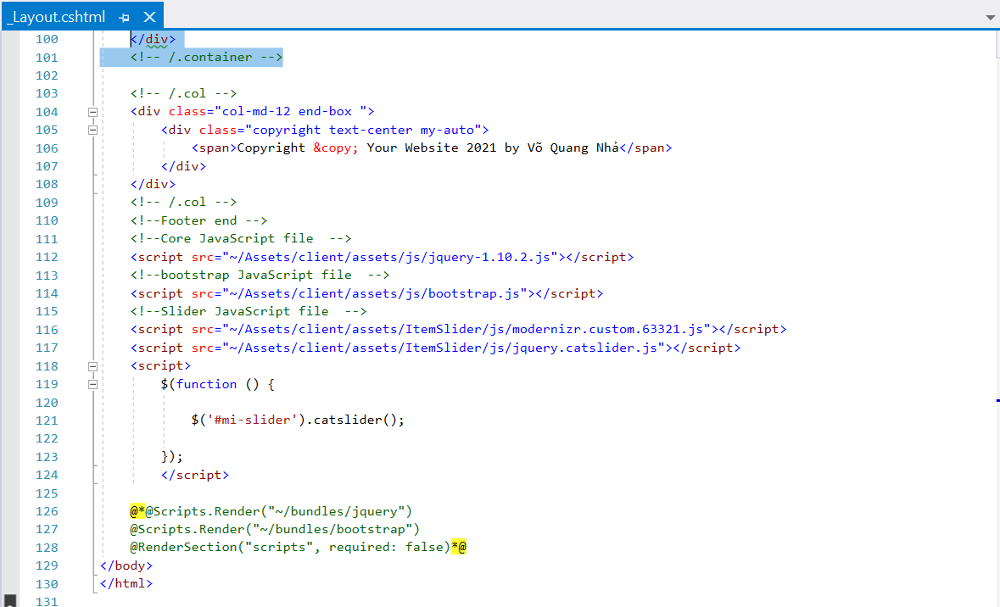 _Layout.cshtml
100 </div>
101 <!-- /.container -->
102
103 <!-- /.col -->
104 <div class="col-md-12 end-box ">
105 <div class="copyright text-center my-auto">
106 <span>Copyright &copy; Your Website 2021 by Võ Quang Nhả</span>
107 </div>
108 </div>
109 <!-- /.col -->
110 <!--Footer end -->
111 <!--Core JavaScript file  -->
112 <script src="~/Assets/client/assets/js/jquery-1.10.2.js"></script>
113 <!--bootstrap JavaScript file  -->
114 <script src="~/Assets/client/assets/js/bootstrap.js"></script>
115 <!--Slider JavaScript file  -->
116 <script src="~/Assets/client/assets/ItemSlider/js/modernizr.custom.63321.js"></script>
117 <script src="~/Assets/client/assets/ItemSlider/js/jquery.catslider.js"></script>
118 <script>
119 $(function () {
120
121 $('#mi-slider').catslider();
122
123 });
124 </script>
125
126 @*@Scripts.Render("~/bundles/jquery")
127 @Scripts.Render("~/bundles/bootstrap")
128 @RenderSection("scripts", required: false)*@
129 </body>
130 </html>
131